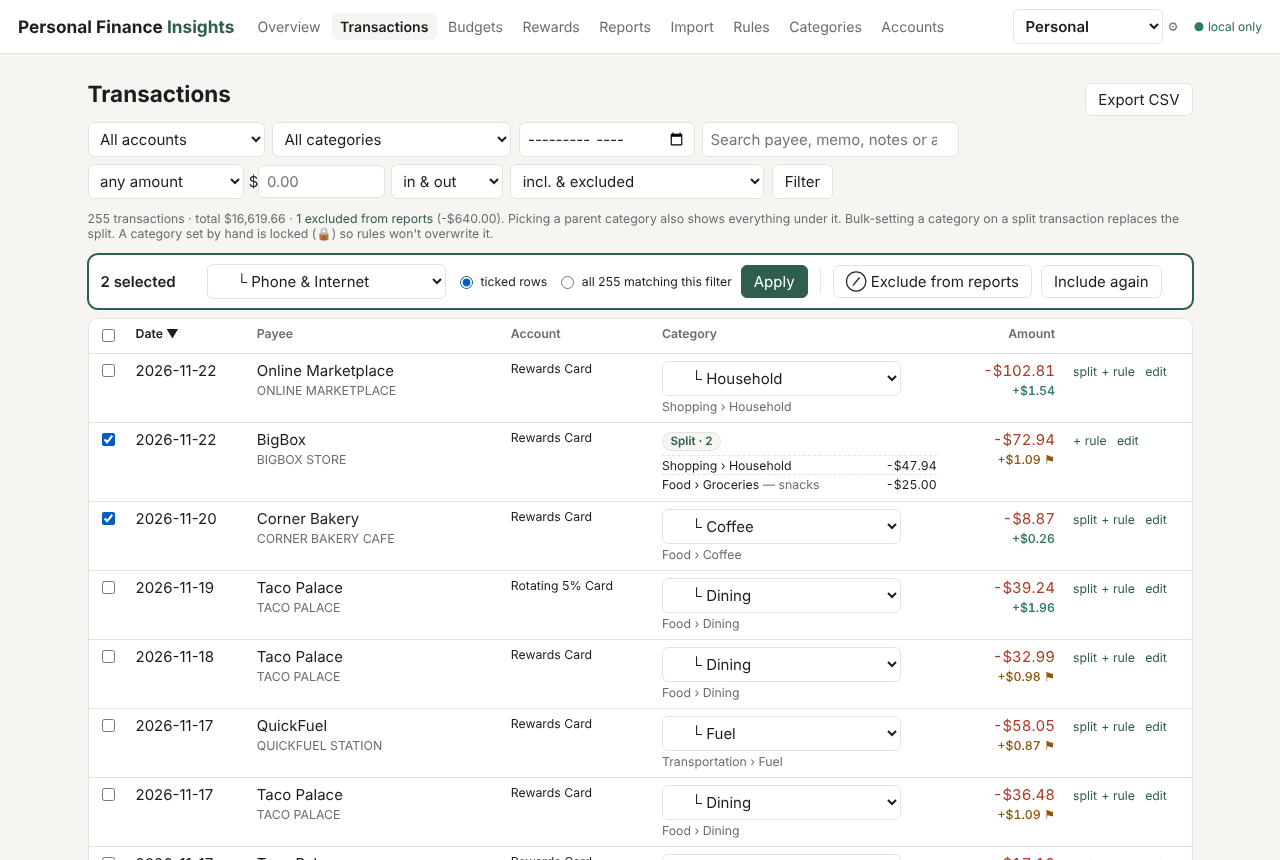 Personal Finance Insights Overview Transactions Budgets Rewards Reports Import Rules Categories Accounts Personal ⚙ local only
Transactions Export CSV
All accounts All categories --------- ---- Search payee, memo, notes or a
any amount $ 0.00 in & out incl. & excluded Filter
255 transactions · total $16,619.66 · 1 excluded from reports (-$640.00). Picking a parent category also shows everything under it. Bulk-setting a category on a split transaction replaces the
split. A category set by hand is locked (🔒) so rules won't overwrite it.
2 selected └ Phone & Internet ticked rows all 255 matching this filter Apply Exclude from reports Include again
Date ▼ Payee Account Category Amount
2026-11-22 Online Marketplace Rewards Card └ Household -$102.81 split + rule edit
ONLINE MARKETPLACE +$1.54
Shopping › Household
2026-11-22 BigBox Rewards Card Split · 2 -$72.94 + rule edit
BIGBOX STORE +$1.09 ⚑
Shopping › Household -$47.94
Food › Groceries — snacks -$25.00
2026-11-20 Corner Bakery Rewards Card └ Coffee -$8.87 split + rule edit
CORNER BAKERY CAFE +$0.26
Food › Coffee
2026-11-19 Taco Palace Rotating 5% Card └ Dining -$39.24 split + rule edit
TACO PALACE +$1.96
Food › Dining
2026-11-18 Taco Palace Rewards Card └ Dining -$32.99 split + rule edit
TACO PALACE +$0.98 ⚑
Food › Dining
2026-11-17 QuickFuel Rewards Card └ Fuel -$58.05 split + rule edit
QUICKFUEL STATION +$0.87 ⚑
Transportation › Fuel
2026-11-17 Taco Palace Rewards Card └ Dining -$36.48 split + rule edit
TACO PALACE +$1.09 ⚑
Food › Dining